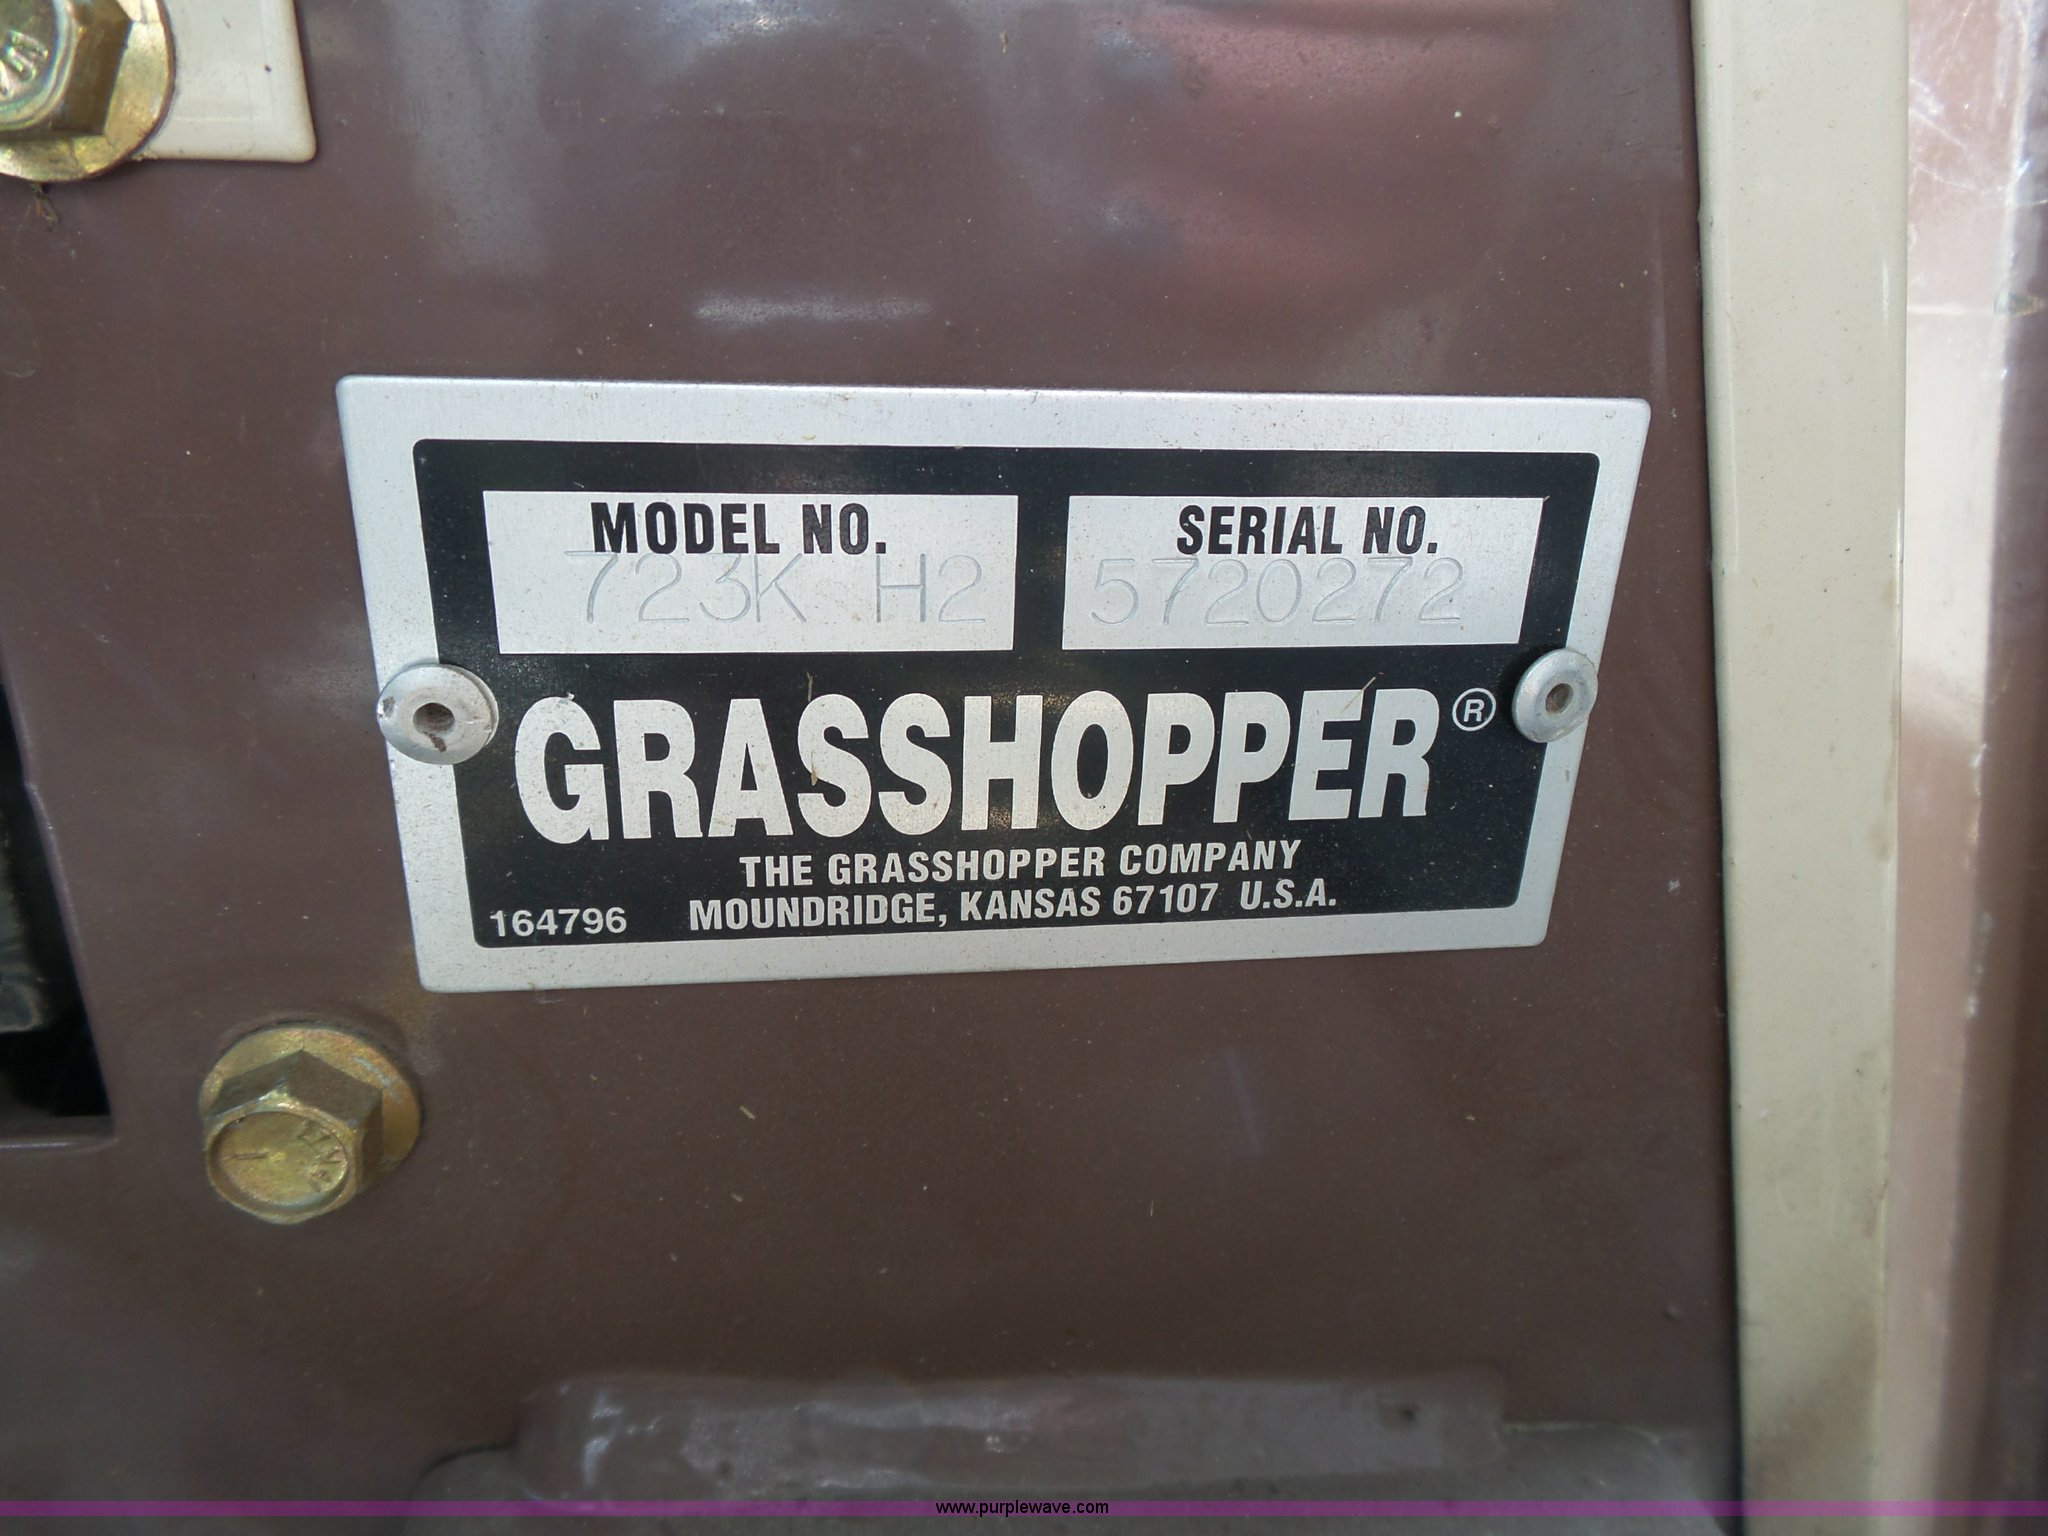 MODEL NO.
723K H2
SERIAL NO.
5720272
GRASSHOPPER®
THE GRASSHOPPER COMPANY
164796 MOUNDRIDGE, KANSAS 67107 U.S.A.
www.purplewave.com